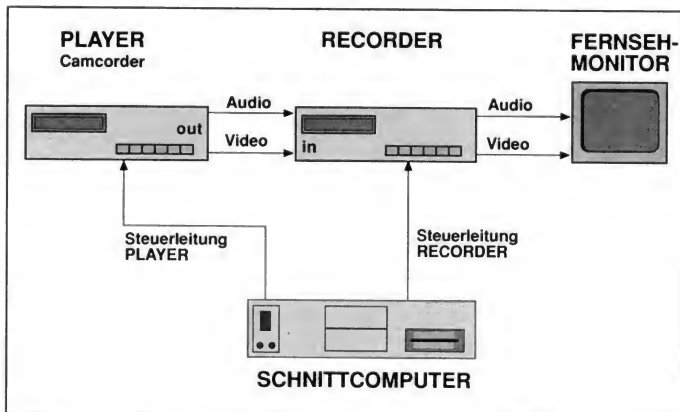 PLAYER
Camcorder
RECORDER
FERNSEH-
MONITOR
Audio
Audio
out
Video
in
Video
Steuerleitung
PLAYER
Steuerleitung
RECORDER
SCHNITTCOMPUTER